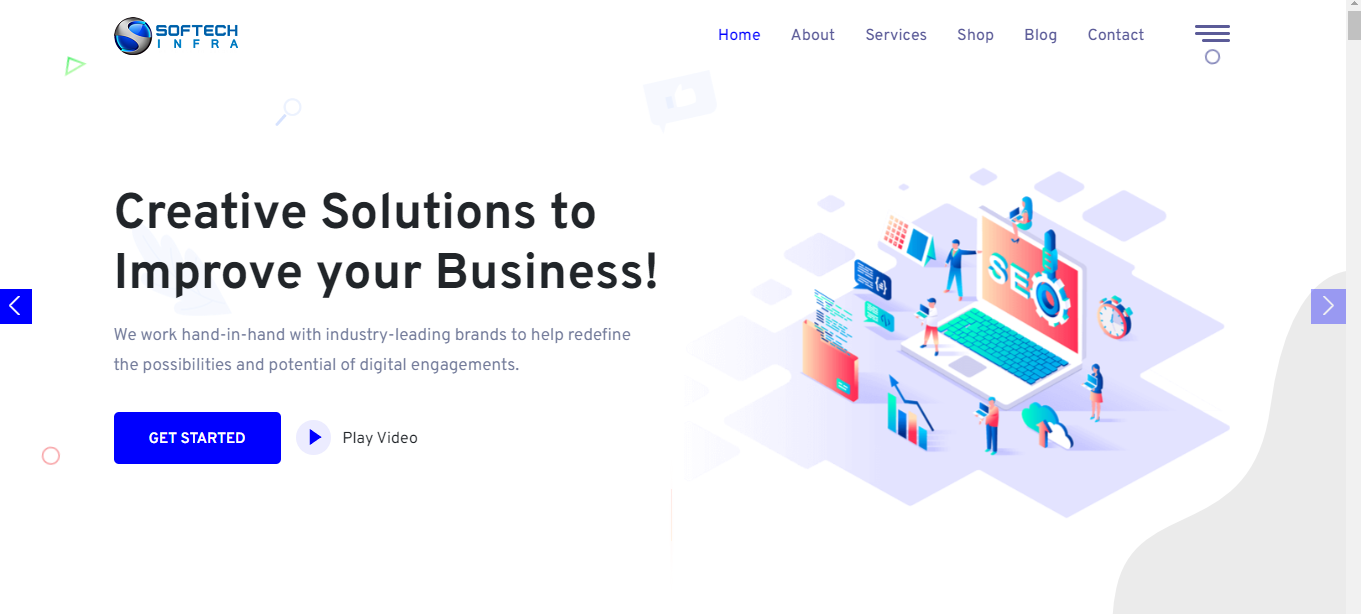 SOFTECH
INFRA
Home About Services Shop Blog Contact
Creative Solutions to
Improve your Business!
We work hand-in-hand with industry-leading brands to help redefine
the possibilities and potential of digital engagements.
GET STARTED
Play Video
SEO